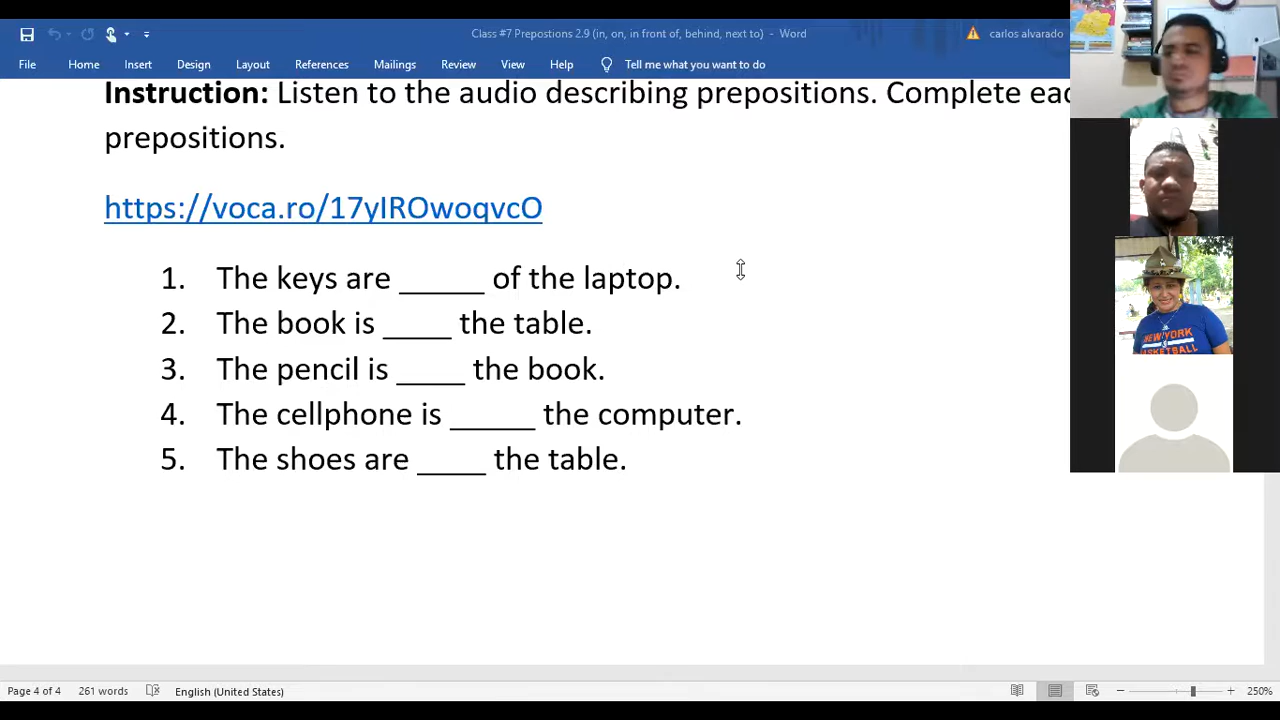 Class #7 Prepostions 2.9 (in, on, in front of, behind, next to) - Word
carlos alvarado
File Home Insert Design Layout References Mailings Review View Help Tell me what you want to do
Instruction: Listen to the audio describing prepositions. Complete eac
prepositions.
https://voca.ro/17yIROwoqvcO
1. The keys are ______ of the laptop.
2. The book is _____ the table.
3. The pencil is _____ the book.
4. The cellphone is ______ the computer.
5. The shoes are _____ the table.
NEW YORK
BASKETBALL
Page 4 of 4 261 words English (United States) 250%